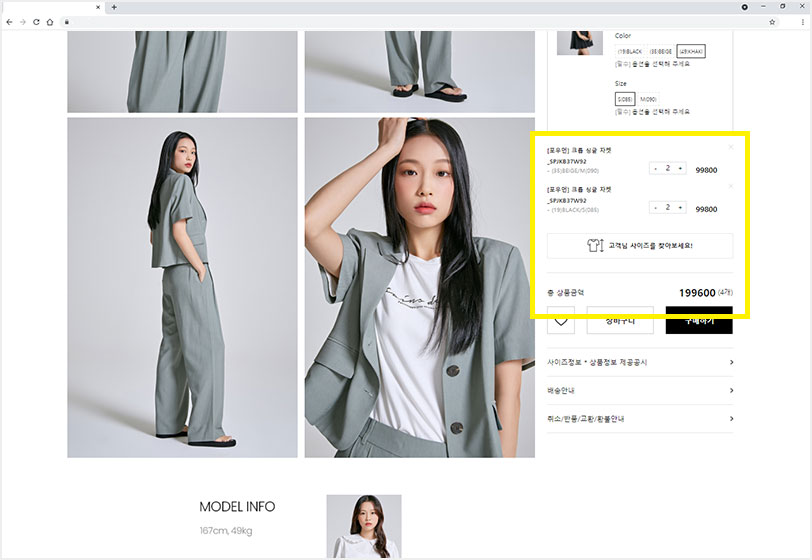 Color
(19)BLACK (35)BEIGE (49)KHAKI
[필수] 옵션을 선택해 주세요
Size
S(085) M(090)
[필수] 옵션을 선택해 주세요
[포우먼] 크롭 싱글 자켓
_SPJKB37W92
- (35)BEIGE/M(090)
- 2 +
99800
[포우먼] 크롭 싱글 자켓
_SPJKB37W92
- (19)BLACK/S(085)
- 2 +
99800
고객님 사이즈를 찾아보세요!
총 상품금액
199600 (4개)
장바구니
구매하기
사이즈정보 * 상품정보 제공공시
배송안내
취소/반품/교환/환불안내
MODEL INFO
167cm, 49kg